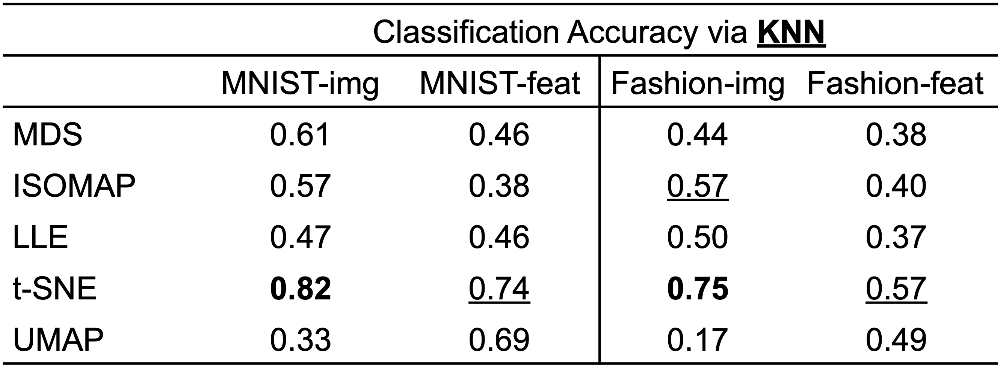 Classification Accuracy via KNN
MNIST-img MNIST-feat Fashion-img Fashion-feat
MDS 0.61 0.46 0.44 0.38
ISOMAP 0.57 0.38 0.57 0.40
LLE 0.47 0.46 0.50 0.37
t-SNE 0.82 0.74 0.75 0.57
UMAP 0.33 0.69 0.17 0.49